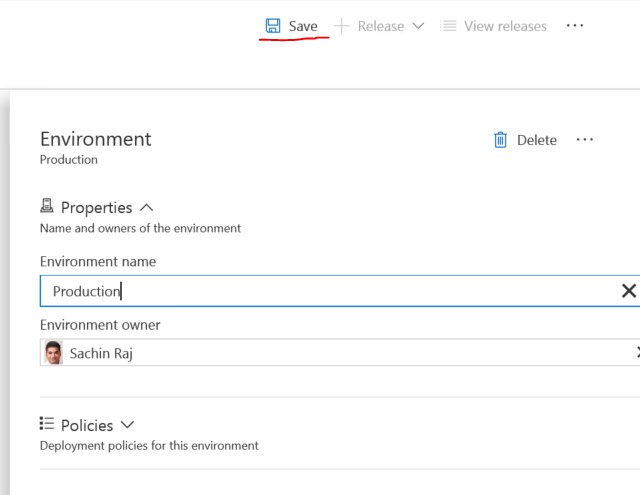 Save Release View releases ...
Environment Delete ...
Production
Properties
Name and owners of the environment
Environment name
Production
Environment owner
Sachin Raj
Policies
Deployment policies for this environment